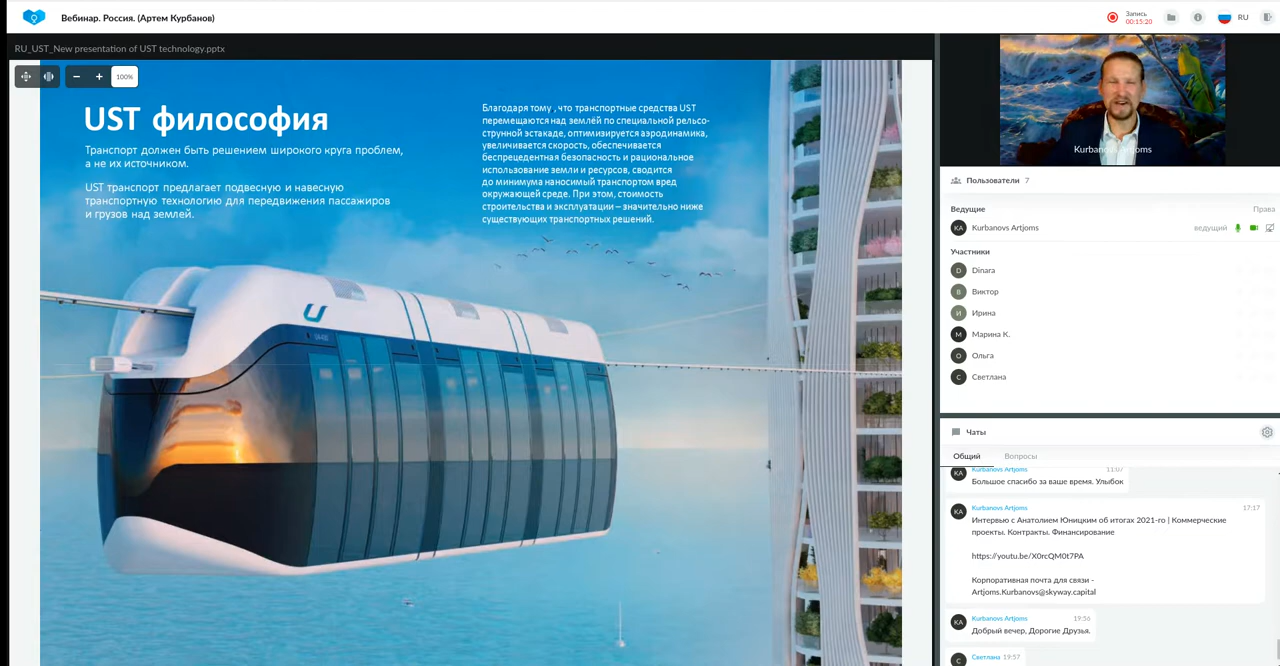 Вебинар. Россия. (Артем Курбанов)
Запись
00:15:20
RU
RU_UST_New presentation of UST technology.pptx
100%
UST философия
Транспорт должен быть решением широкого круга проблем,
а не их источником.
UST транспорт предлагает подвесную и навесную
транспортную технологию для передвижения пассажиров
и грузов над землей.
Благодаря тому , что транспортные средства UST
перемещаются над землёй по специальной рельсо-
струнной эстакаде, оптимизируется аэродинамика,
увеличивается скорость, обеспечивается
беспрецедентная безопасность и рациональное
использование земли и ресурсов, сводится
до минимума наносимый транспортом вред
окружающей среде. При этом, стоимость
строительства и эксплуатации – значительно ниже
существующих транспортных решений.
Kurbanovs Artjoms
Пользователи 7
Ведущие Права
KA Kurbanovs Artjoms ведущий
Участники
D Dinara
В Виктор
И Ирина
М Марина К.
О Ольга
С Светлана
Чаты
Общий Вопросы
KA Kurbanovs Artjoms 11:07
Большое спасибо за ваше время. Улыбок
KA Kurbanovs Artjoms 17:17
Интервью с Анатолием Юницким об итогах 2021-го | Коммерческие
проекты. Контракты. Финансирование
https://youtu.be/X0rcQM0t7PA
Корпоративная почта для связи -
Artjoms.Kurbanovs@skyway.capital
KA Kurbanovs Artjoms 19:56
Добрый вечер, Дорогие Друзья.
С Светлана 19:57